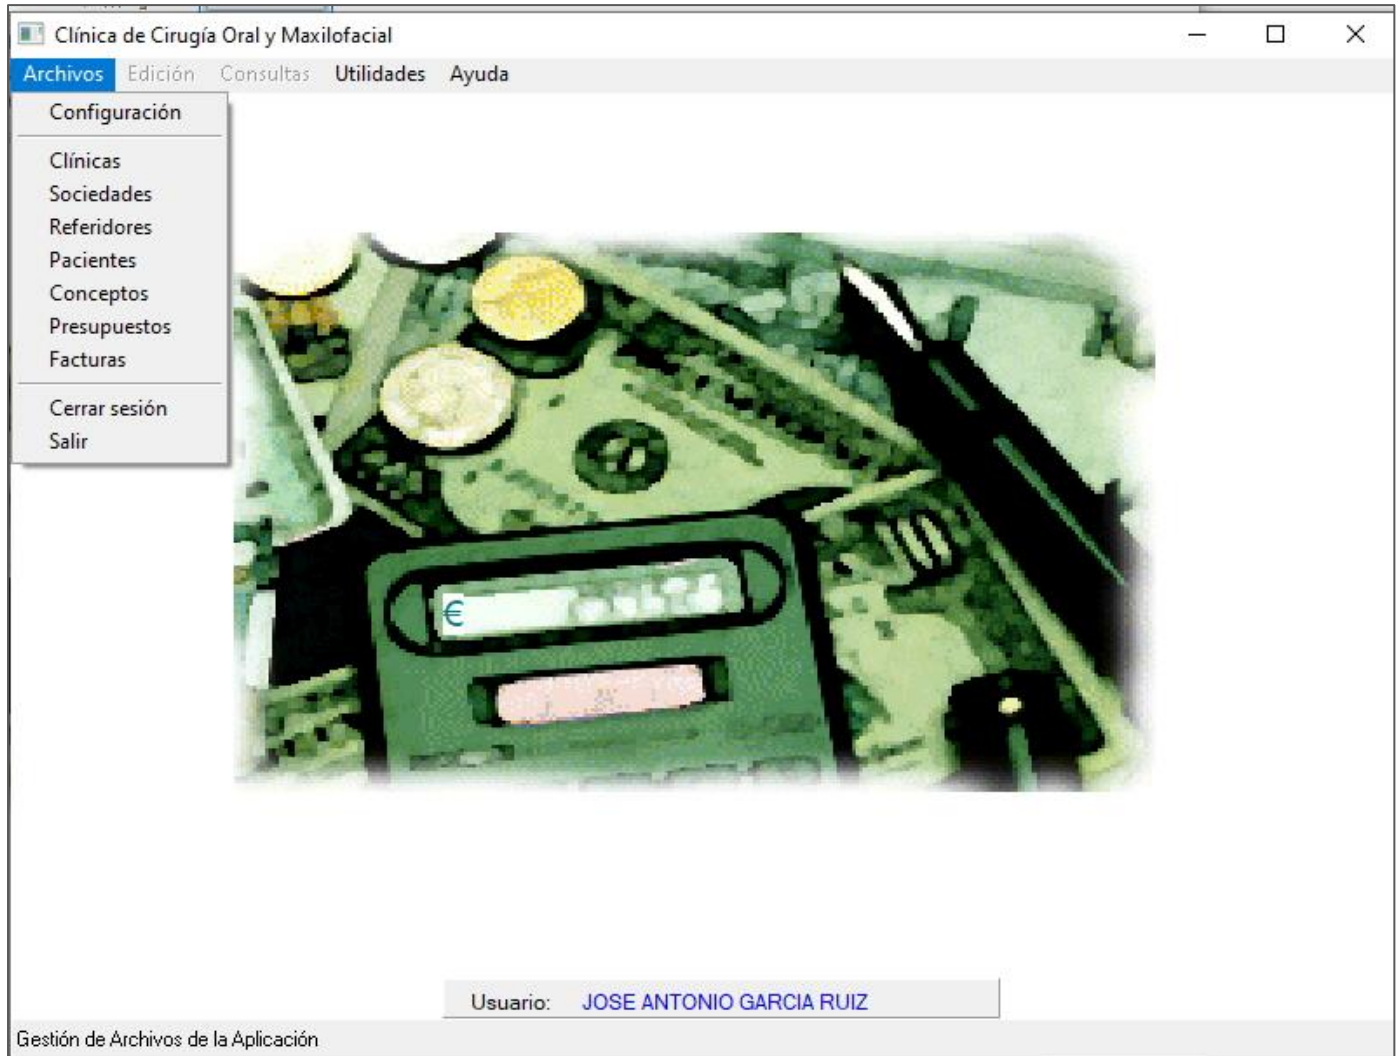 Clínica de Cirugía Oral y Maxilofacial
Archivos Edición Consultas Utilidades Ayuda
Configuración
Clínicas
Sociedades
Referidores
Pacientes
Conceptos
Presupuestos
Facturas
Cerrar sesión
Salir
€
Usuario: JOSE ANTONIO GARCIA RUIZ
Gestión de Archivos de la Aplicación